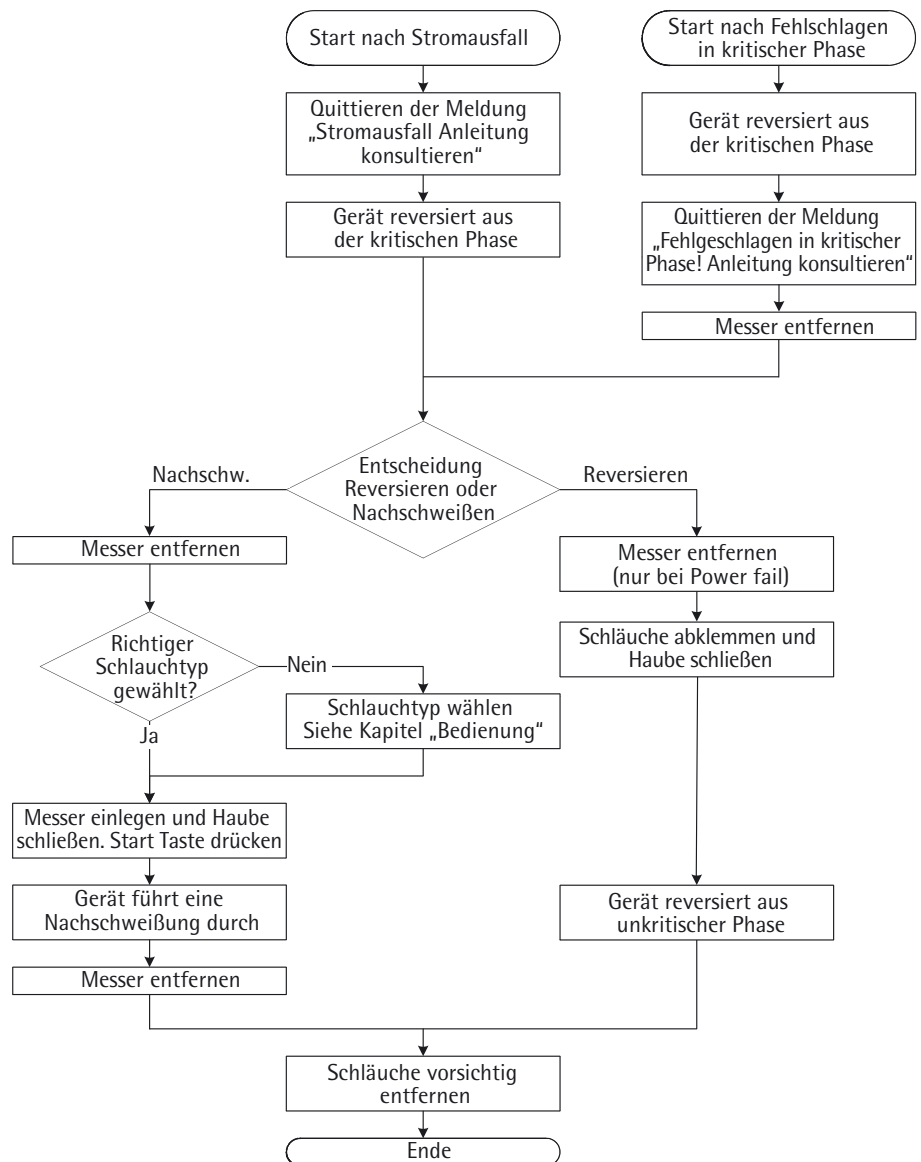 Start nach Stromausfall
Start nach Fehlschlagen
in kritischer Phase
Quittieren der Meldung
„Stromausfall Anleitung
konsultieren“
Gerät reversiert aus
der kritischen Phase
Gerät reversiert aus
der kritischen Phase
Quittieren der Meldung
„Fehlgeschlagen in kritischer
Phase! Anleitung konsultieren“
Messer entfernen
Entscheidung
Reversieren oder
Nachschweißen
Nachschw.
Reversieren
Messer entfernen
Messer entfernen
(nur bei Power fail)
Richtiger
Schlauchtyp
gewählt?
Nein
Ja
Schlauchtyp wählen
Siehe Kapitel „Bedienung“
Schläuche abklemmen und
Haube schließen
Messer einlegen und Haube
schließen. Start Taste drücken
Gerät führt eine
Nachschweißung durch
Gerät reversiert aus
unkritischer Phase
Messer entfernen
Schläuche vorsichtig
entfernen
Ende